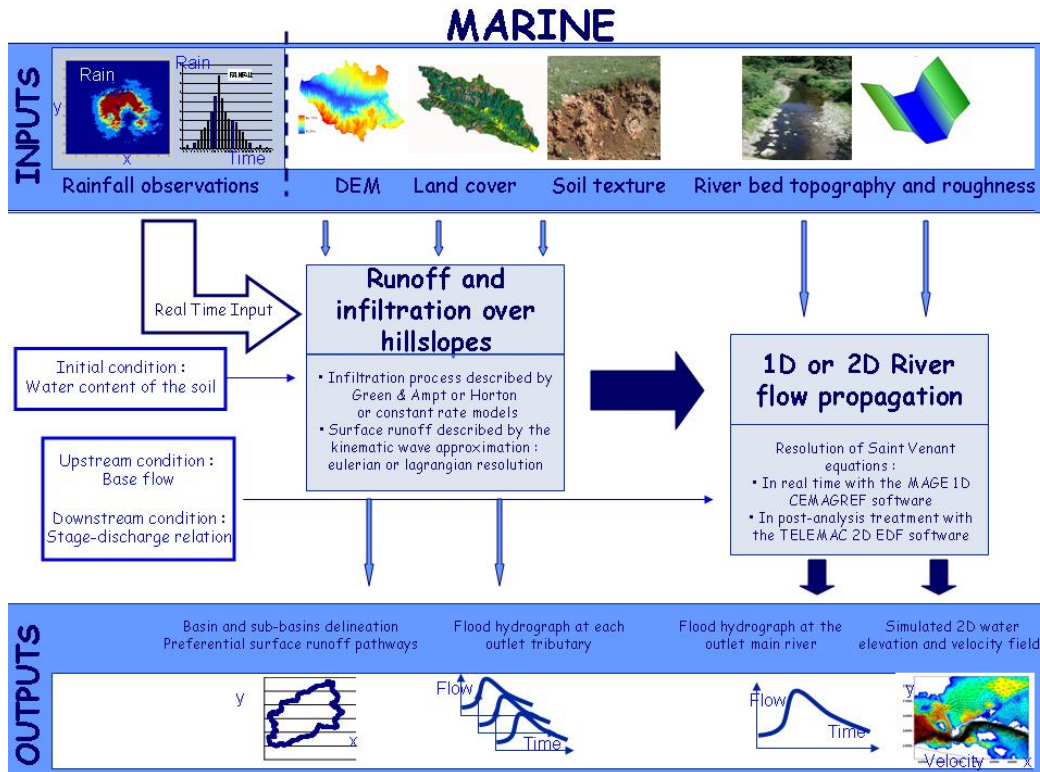 MARINE
INPUTS
Rain
y
x
Rain
RAINFALL
Time
Rainfall observations
DEM
Land cover
Soil texture
River bed topography and roughness
Real Time Input
Runoff and
infiltration over
hillslopes
• Infiltration process described by
Green & Ampt or Horton
or constant rate models
• Surface runoff described by the
kinematic wave approximation :
eulerian or lagrangian resolution
Initial condition :
Water content of the soil
Upstream condition :
Base flow
Downstream condition :
Stage-discharge relation
1D or 2D River
flow propagation
Resolution of Saint Venant
equations :
• In real time with the MAGE 1D
CEMAGREF software
• In post-analysis treatment with
the TELEMAC 2D EDF software
OUTPUTS
Basin and sub-basins delineation
Preferential surface runoff pathways
Flood hydrograph at each
outlet tributary
Flood hydrograph at the
outlet main river
Simulated 2D water
elevation and velocity field
y
x
Flow
Time
Flow
Time
y
Velocity
x